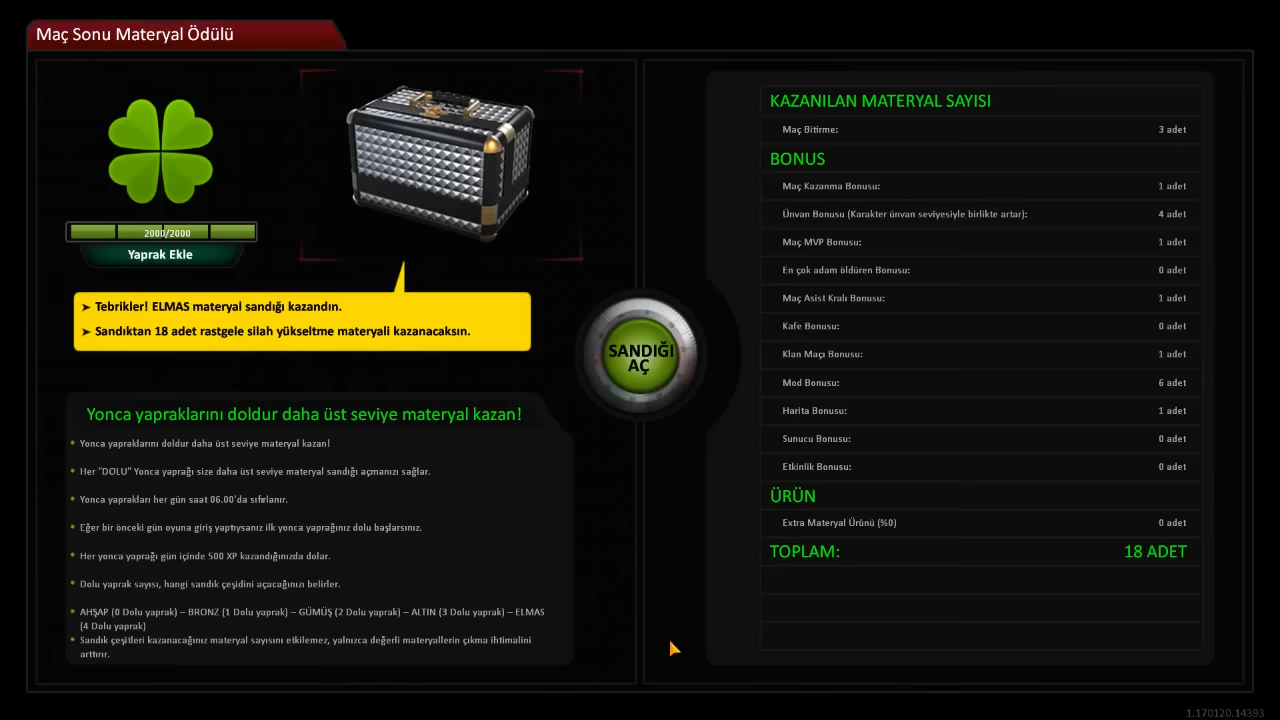 Maç Sonu Materyal Ödülü
2000/2000
Yaprak Ekle
➤ Tebrikler! ELMAS materyal sandığı kazandın.
➤ Sandıktan 18 adet rastgele silah yükseltme materyali kazanacaksın.
SANDIĞI
AÇ
Yonca yapraklarını doldur daha üst seviye materyal kazan!
* Yonca yapraklarını doldur daha üst seviye materyal kazan!
* Her "DOLU" Yonca yaprağı size daha üst seviye materyal sandığı açmanızı sağlar.
* Yonca yaprakları her gün saat 06.00'da sıfırlanır.
* Eğer bir önceki gün oyuna giriş yaptıysanız ilk yonca yaprağınız dolu başlarsınız.
* Her yonca yaprağı gün içinde 500 XP kazandığınızda dolar.
* Dolu yaprak sayısı, hangi sandık çeşidini açacağınızı belirler.
* AHŞAP (0 Dolu yaprak) – BRONZ (1 Dolu yaprak) – GÜMÜŞ (2 Dolu yaprak) – ALTIN (3 Dolu yaprak) – ELMAS
(4 Dolu yaprak)
* Sandık çeşitleri kazanacağınız materyal sayısını etkilemez, yalnızca değerli materyallerin çıkma ihtimalini
arttırır.
KAZANILAN MATERYAL SAYISI
Maç Bitirme: 3 adet
BONUS
Maç Kazanma Bonusu: 1 adet
Ünvan Bonusu (Karakter ünvan seviyesiyle birlikte artar): 4 adet
Maç MVP Bonusu: 1 adet
En çok adam öldüren Bonusu: 0 adet
Maç Asist Kralı Bonusu: 1 adet
Kafe Bonusu: 0 adet
Klan Maçı Bonusu: 1 adet
Mod Bonusu: 6 adet
Harita Bonusu: 1 adet
Sunucu Bonusu: 0 adet
Etkinlik Bonusu: 0 adet
ÜRÜN
Extra Materyal Ürünü (%0) 0 adet
TOPLAM: 18 ADET
1.170120.14393